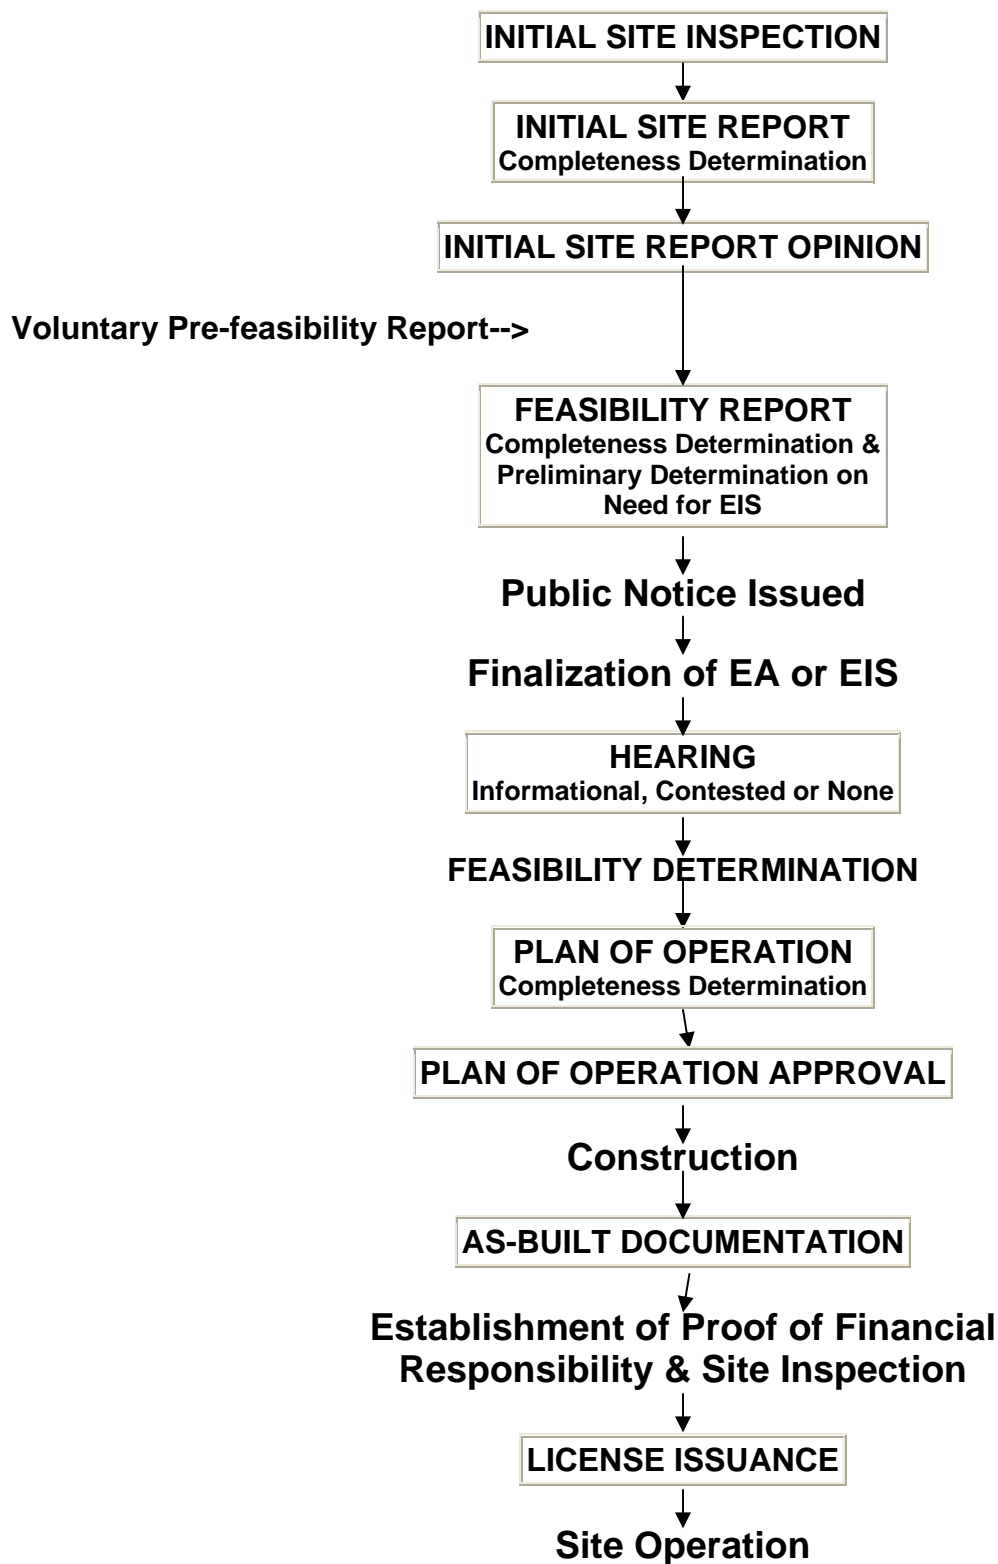 INITIAL SITE INSPECTION
INITIAL SITE REPORT
Completeness Determination
INITIAL SITE REPORT OPINION
Voluntary Pre-feasibility Report-->
FEASIBILITY REPORT
Completeness Determination &
Preliminary Determination on
Need for EIS
Public Notice Issued
Finalization of EA or EIS
HEARING
Informational, Contested or None
FEASIBILITY DETERMINATION
PLAN OF OPERATION
Completeness Determination
PLAN OF OPERATION APPROVAL
Construction
AS-BUILT DOCUMENTATION
Establishment of Proof of Financial
Responsibility & Site Inspection
LICENSE ISSUANCE
Site Operation